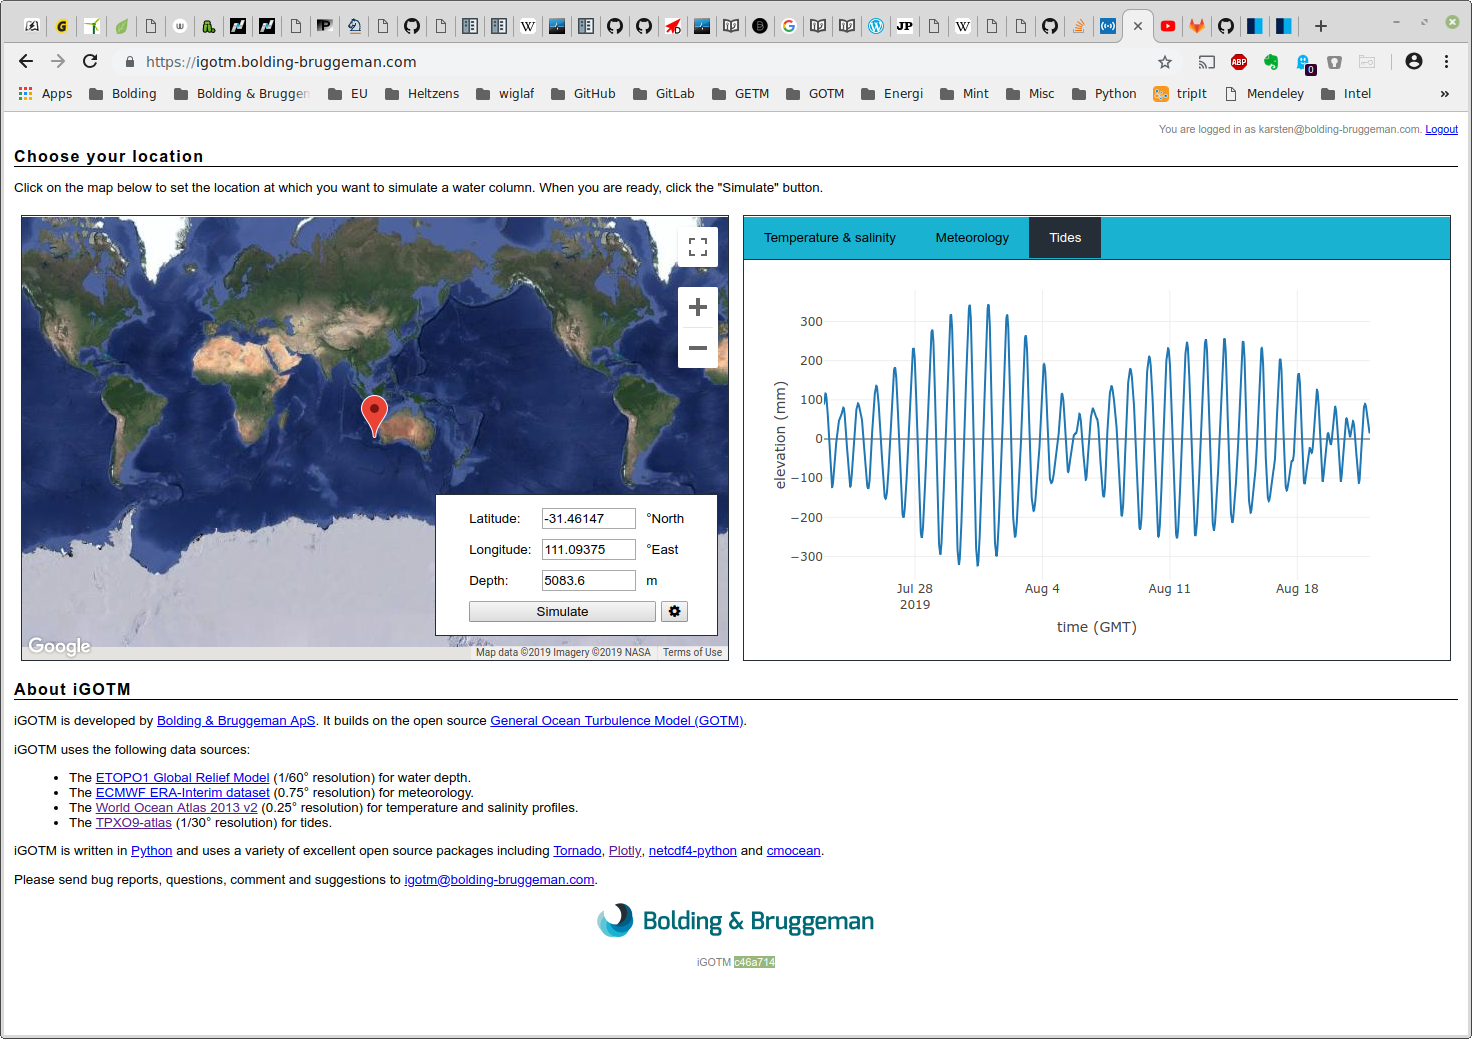 https://igotm.bolding-bruggeman.com
ABP
0
Apps Bolding Bolding & Bruggen EU Heltzens wiglaf GitHub GitLab GETM GOTM Energi Mint Misc Python tripIt Mendeley Intel »
You are logged in as karsten@bolding-bruggeman.com. Logout
Choose your location
Click on the map below to set the location at which you want to simulate a water column. When you are ready, click the "Simulate" button.
Latitude: -31.46147 °North
Longitude: 111.09375 °East
Depth: 5083.6 m
Simulate
Google
Map data ©2019 Imagery ©2019 NASA Terms of Use
Temperature & salinity Meteorology Tides
300
200
100
0
−100
−200
−300
elevation (mm)
Jul 28 Aug 4 Aug 11 Aug 18
2019
time (GMT)
About iGOTM
iGOTM is developed by Bolding & Bruggeman ApS. It builds on the open source General Ocean Turbulence Model (GOTM).
iGOTM uses the following data sources:
• The ETOPO1 Global Relief Model (1/60° resolution) for water depth.
• The ECMWF ERA-Interim dataset (0.75° resolution) for meteorology.
• The World Ocean Atlas 2013 v2 (0.25° resolution) for temperature and salinity profiles.
• The TPXO9-atlas (1/30° resolution) for tides.
iGOTM is written in Python and uses a variety of excellent open source packages including Tornado, Plotly, netcdf4-python and cmocean.
Please send bug reports, questions, comment and suggestions to igotm@bolding-bruggeman.com.
Bolding & Bruggeman
iGOTM c46a714